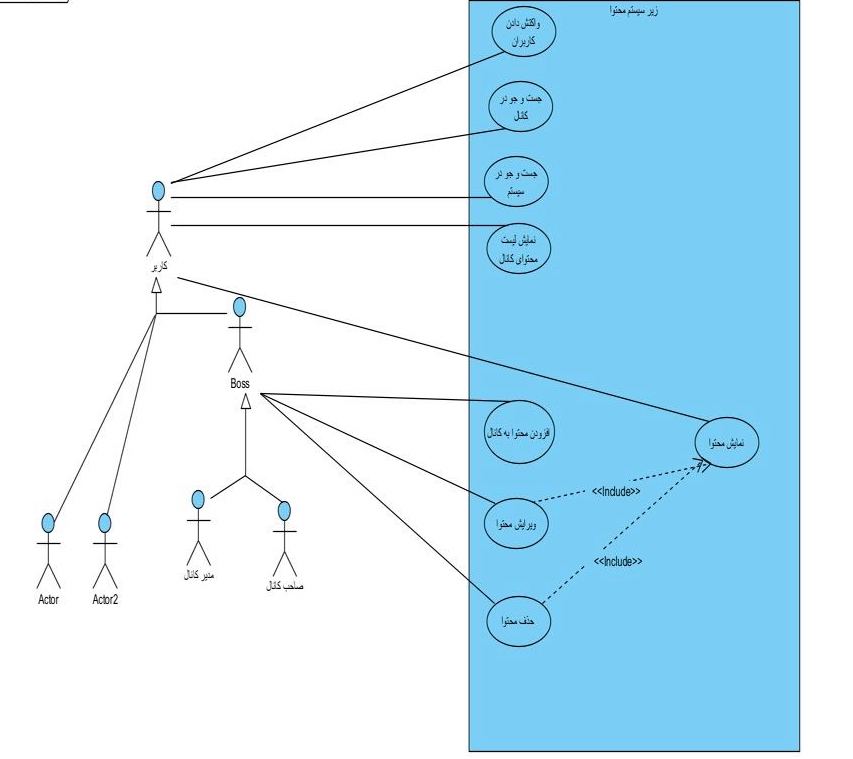 زیر سیستم محتوا
واکنش دادن
کاربران
جست و جو در
کانال
جست و جو در
سیستم
نمایش لیست
محتوای کانال
کاربر
Boss
افزودن محتوا به کانال
نمایش محتوا
<<Include>>
ویرایش محتوا
<<Include>>
حذف محتوا
مدیر کانال
صاحب کانال
Actor
Actor2